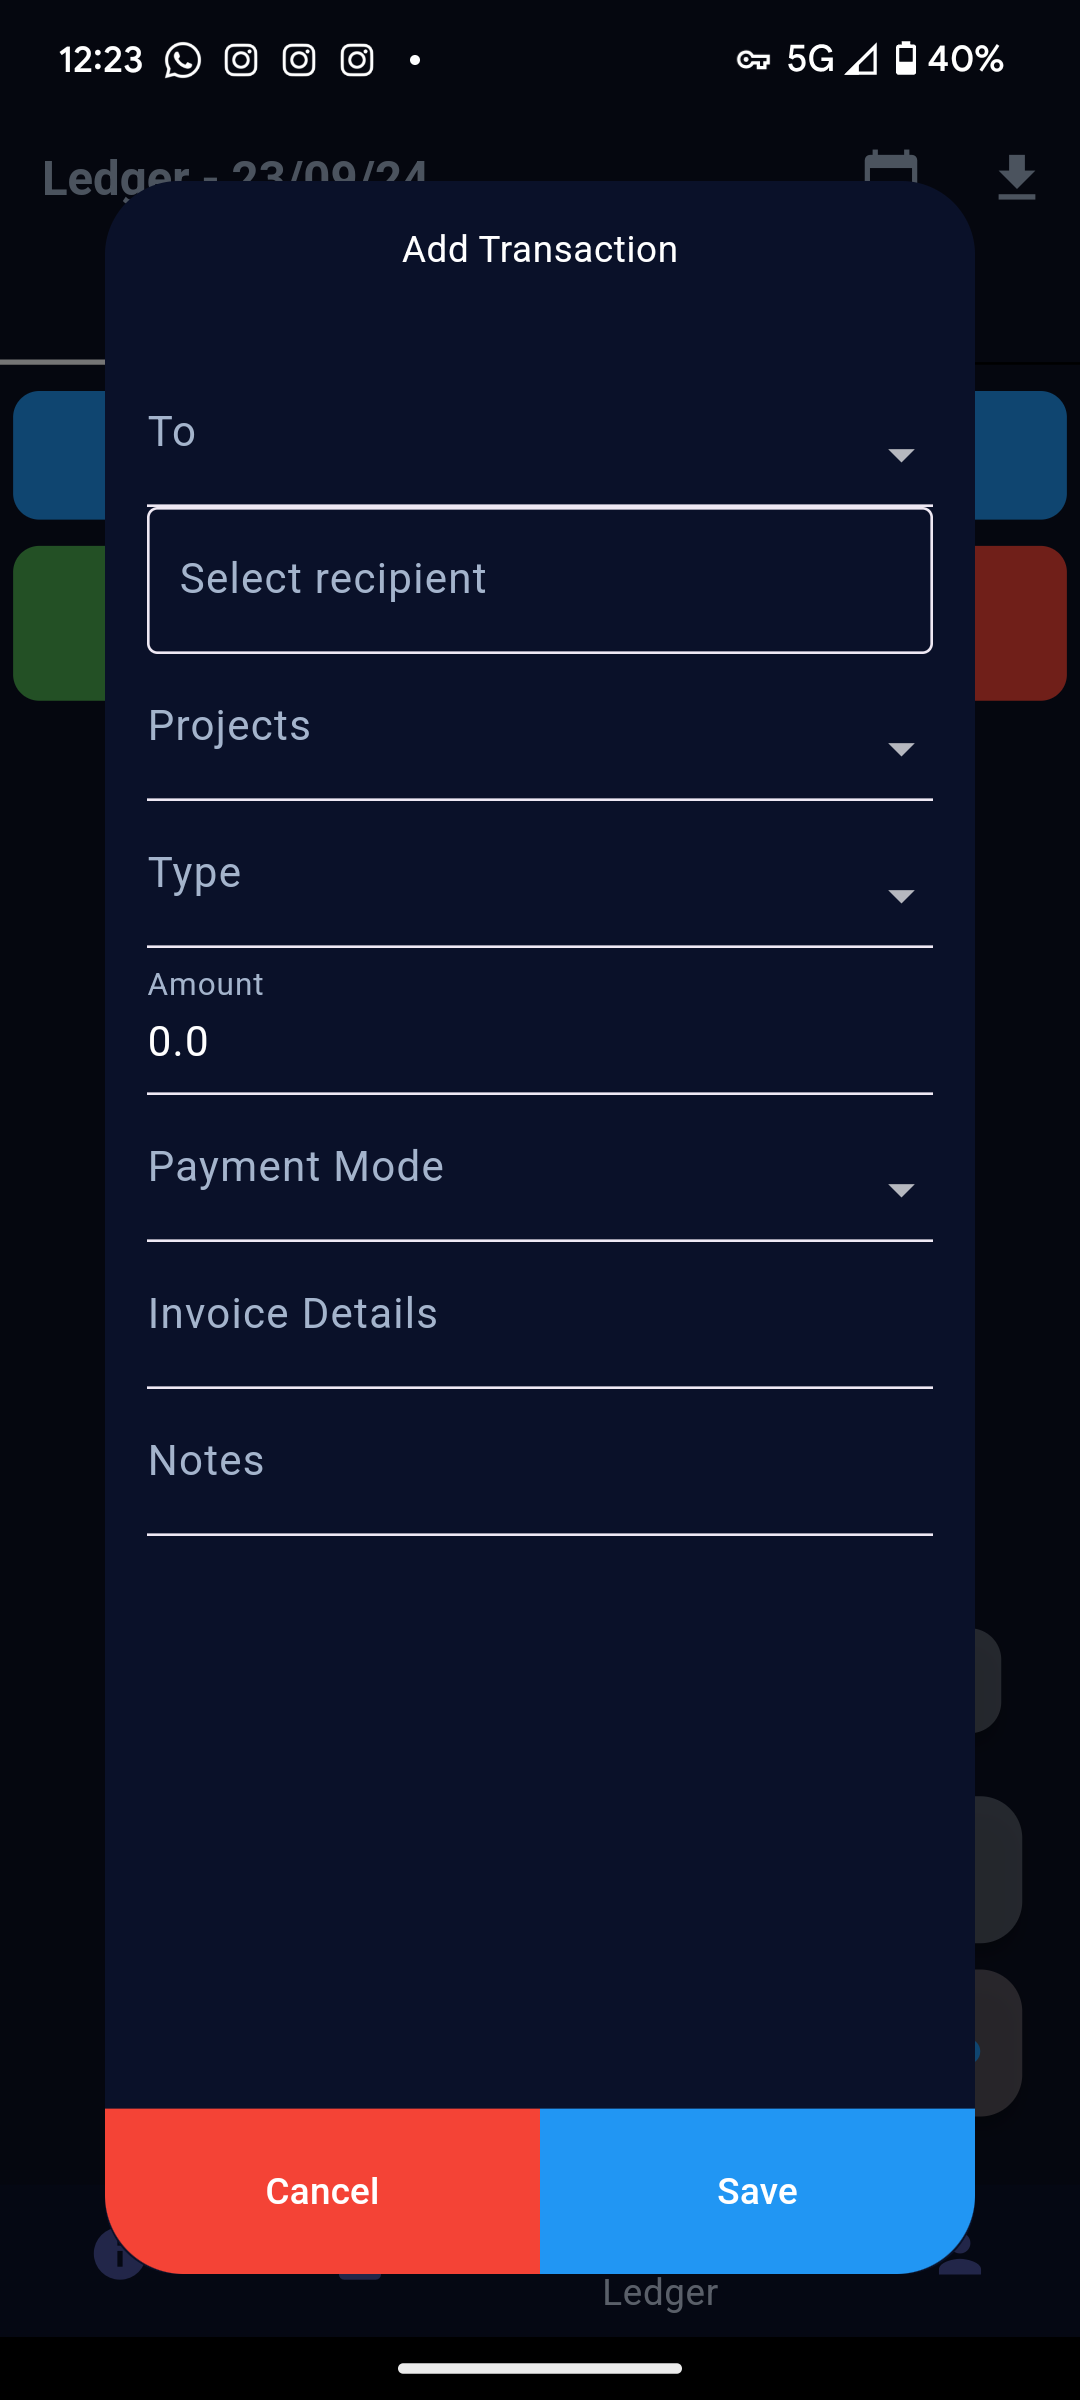 12:23
5G
40%
Ledger - 23/09/24
Add Transaction
To
Select recipient
Projects
Type
Amount
0.0
Payment Mode
Invoice Details
Notes
Cancel
Save
Ledger